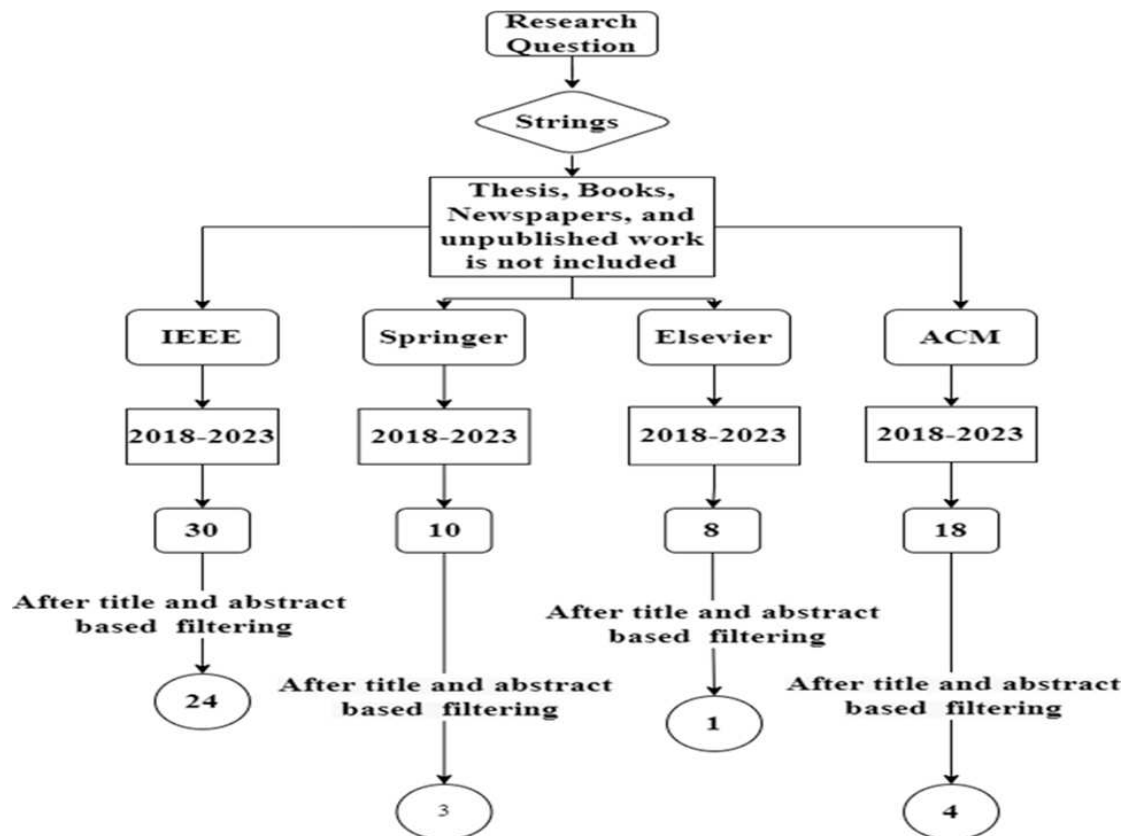 Research
Question
Strings
Thesis, Books,
Newspapers, and
unpublished work
is not included
IEEE
Springer
Elsevier
ACM
2018-2023
2018-2023
2018-2023
2018-2023
30
10
8
18
After title and abstract
based filtering
After title and abstract
based filtering
After title and abstract
based filtering
After title and abstract
based filtering
24
3
1
4